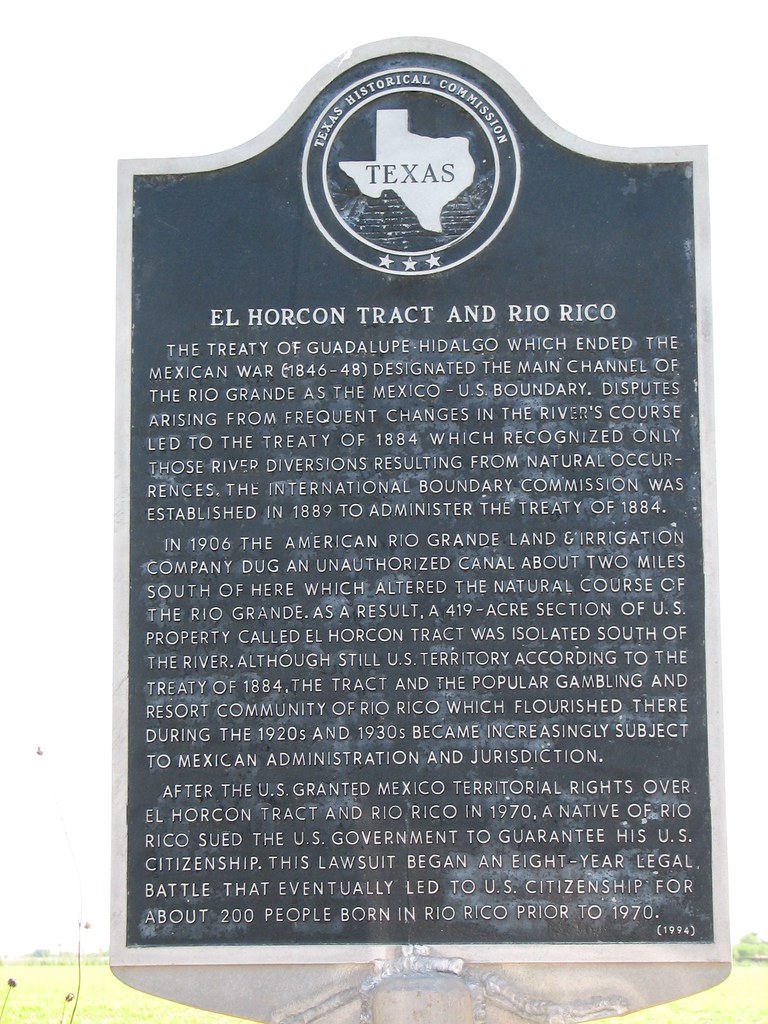 TEXAS HISTORICAL COMMISSION
TEXAS
EL HORCON TRACT AND RIO RICO
THE TREATY OF GUADALUPE-HIDALGO WHICH ENDED THE
MEXICAN WAR (1846-48) DESIGNATED THE MAIN CHANNEL OF
THE RIO GRANDE AS THE MEXICO-U.S. BOUNDARY. DISPUTES
ARISING FROM FREQUENT CHANGES IN THE RIVER'S COURSE
LED TO THE TREATY OF 1884 WHICH RECOGNIZED ONLY
THOSE RIVER DIVERSIONS RESULTING FROM NATURAL OCCUR-
RENCES. THE INTERNATIONAL BOUNDARY COMMISSION WAS
ESTABLISHED IN 1889 TO ADMINISTER THE TREATY OF 1884.
IN 1906 THE AMERICAN RIO GRANDE LAND & IRRIGATION
COMPANY DUG AN UNAUTHORIZED CANAL ABOUT TWO MILES
SOUTH OF HERE WHICH ALTERED THE NATURAL COURSE OF
THE RIO GRANDE. AS A RESULT, A 419-ACRE SECTION OF U.S.
PROPERTY CALLED EL HORCON TRACT WAS ISOLATED SOUTH OF
THE RIVER. ALTHOUGH STILL U.S. TERRITORY ACCORDING TO THE
TREATY OF 1884, THE TRACT AND THE POPULAR GAMBLING AND
RESORT COMMUNITY OF RIO RICO WHICH FLOURISHED THERE
DURING THE 1920s AND 1930s BECAME INCREASINGLY SUBJECT
TO MEXICAN ADMINISTRATION AND JURISDICTION.
AFTER THE U.S. GRANTED MEXICO TERRITORIAL RIGHTS OVER
EL HORCON TRACT AND RIO RICO IN 1970, A NATIVE OF RIO
RICO SUED THE U.S. GOVERNMENT TO GUARANTEE HIS U.S.
CITIZENSHIP. THIS LAWSUIT BEGAN AN EIGHT-YEAR LEGAL
BATTLE THAT EVENTUALLY LED TO U.S. CITIZENSHIP FOR
ABOUT 200 PEOPLE BORN IN RIO RICO PRIOR TO 1970.
(1994)